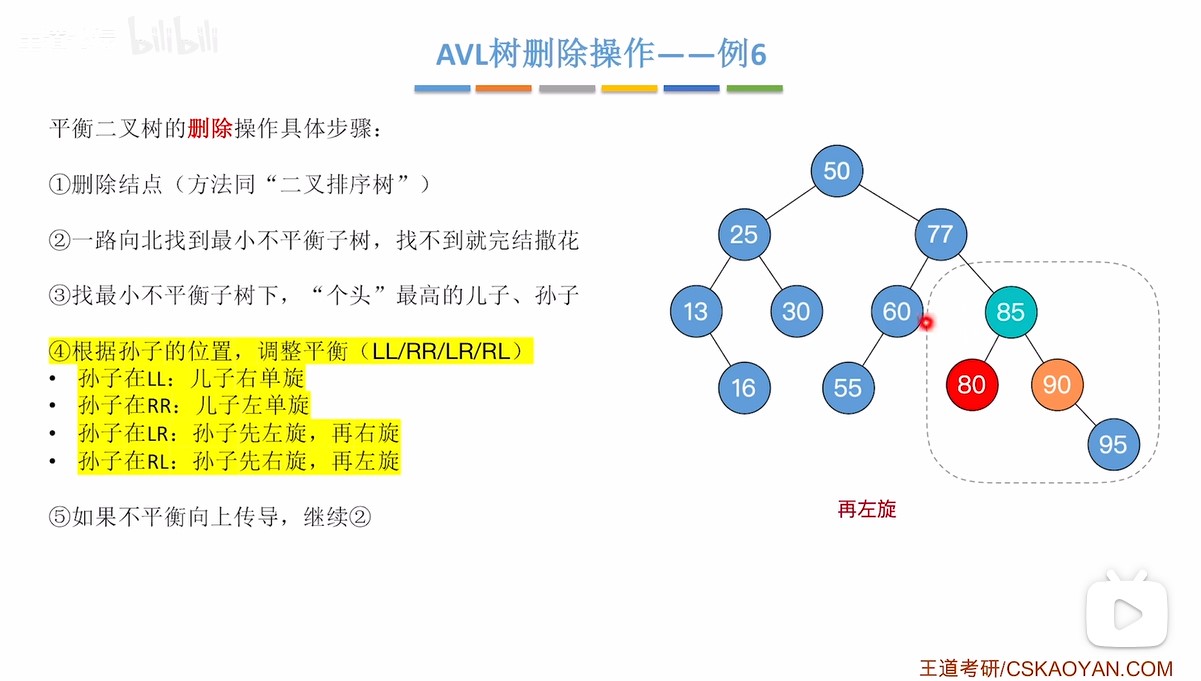 bilibili
AVL树删除操作——例6
平衡二叉树的删除操作具体步骤：
①删除结点（方法同“二叉排序树”）
②一路向北找到最小不平衡子树，找不到就完结撒花
③找最小不平衡子树下，“个头”最高的儿子、孙子
④根据孙子的位置，调整平衡（LL/RR/LR/RL）
• 孙子在LL：儿子右单旋
• 孙子在RR：儿子左单旋
• 孙子在LR：孙子先左旋，再右旋
• 孙子在RL：孙子先右旋，再左旋
⑤如果不平衡向上传导，继续②
50
25 77
13 30 60 85
16 55 80 90
95
再左旋
王道考研/CSKAOYAN.COM